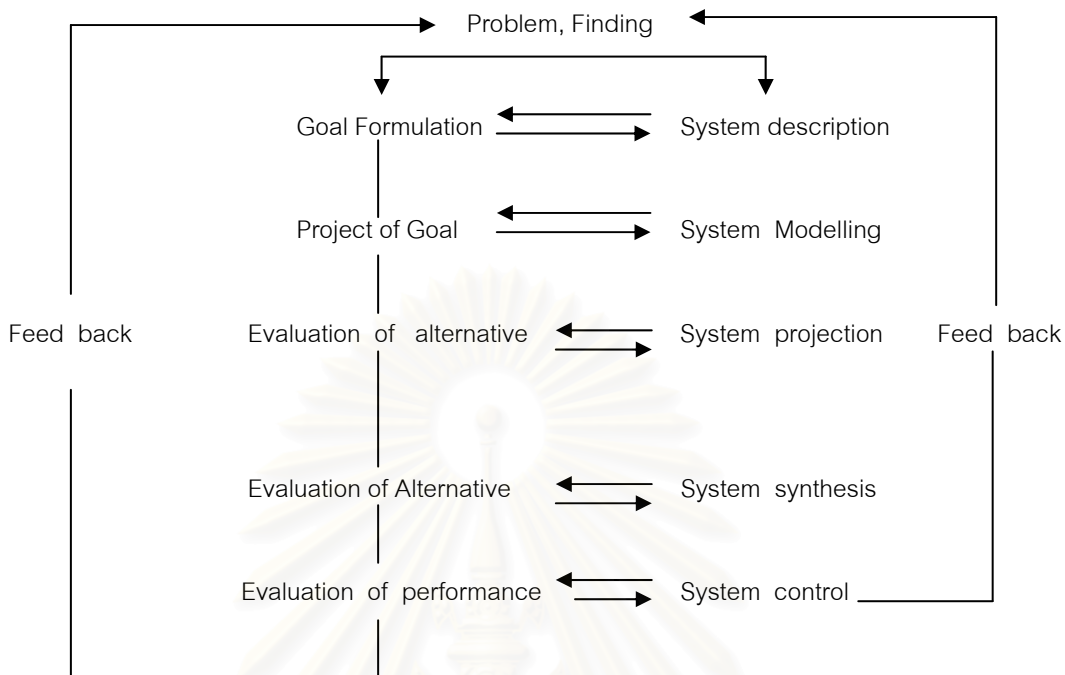 Problem, Finding
Goal Formulation
System description
Project of Goal
System Modelling
Feed back
Evaluation of alternative
System projection
Feed back
Evaluation of Alternative
System synthesis
Evaluation of performance
System control